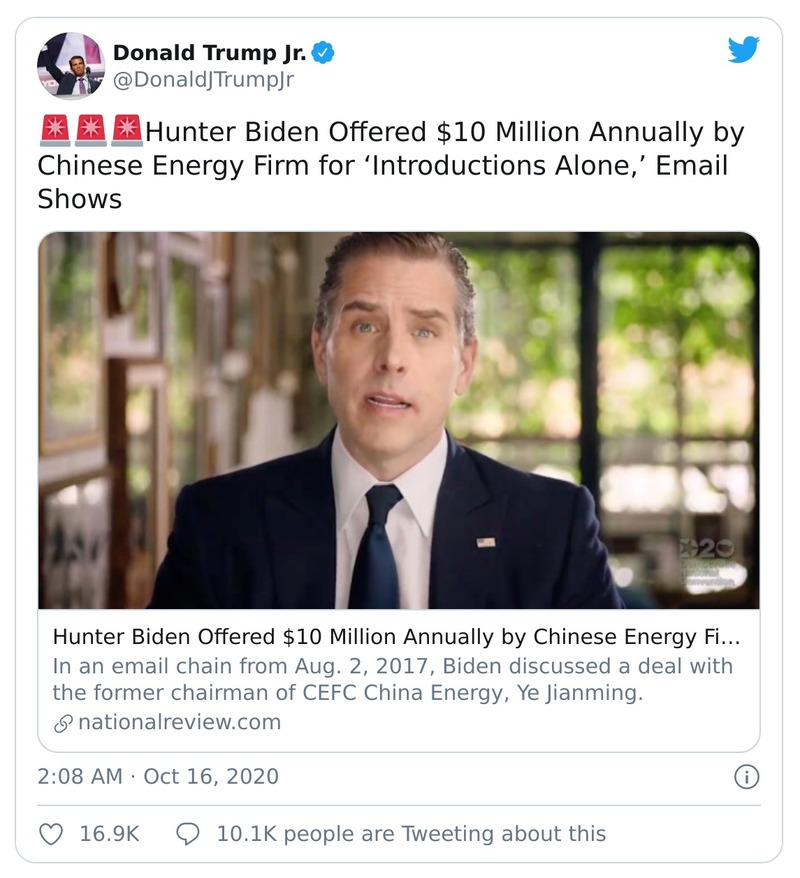 Donald Trump Jr.
@DonaldJTrumpJr
🚨🚨🚨Hunter Biden Offered $10 Million Annually by
Chinese Energy Firm for ‘Introductions Alone,’ Email
Shows
Hunter Biden Offered $10 Million Annually by Chinese Energy Fi...
In an email chain from Aug. 2, 2017, Biden discussed a deal with
the former chairman of CEFC China Energy, Ye Jianming.
nationalreview.com
2:08 AM · Oct 16, 2020
16.9K 10.1K people are Tweeting about this